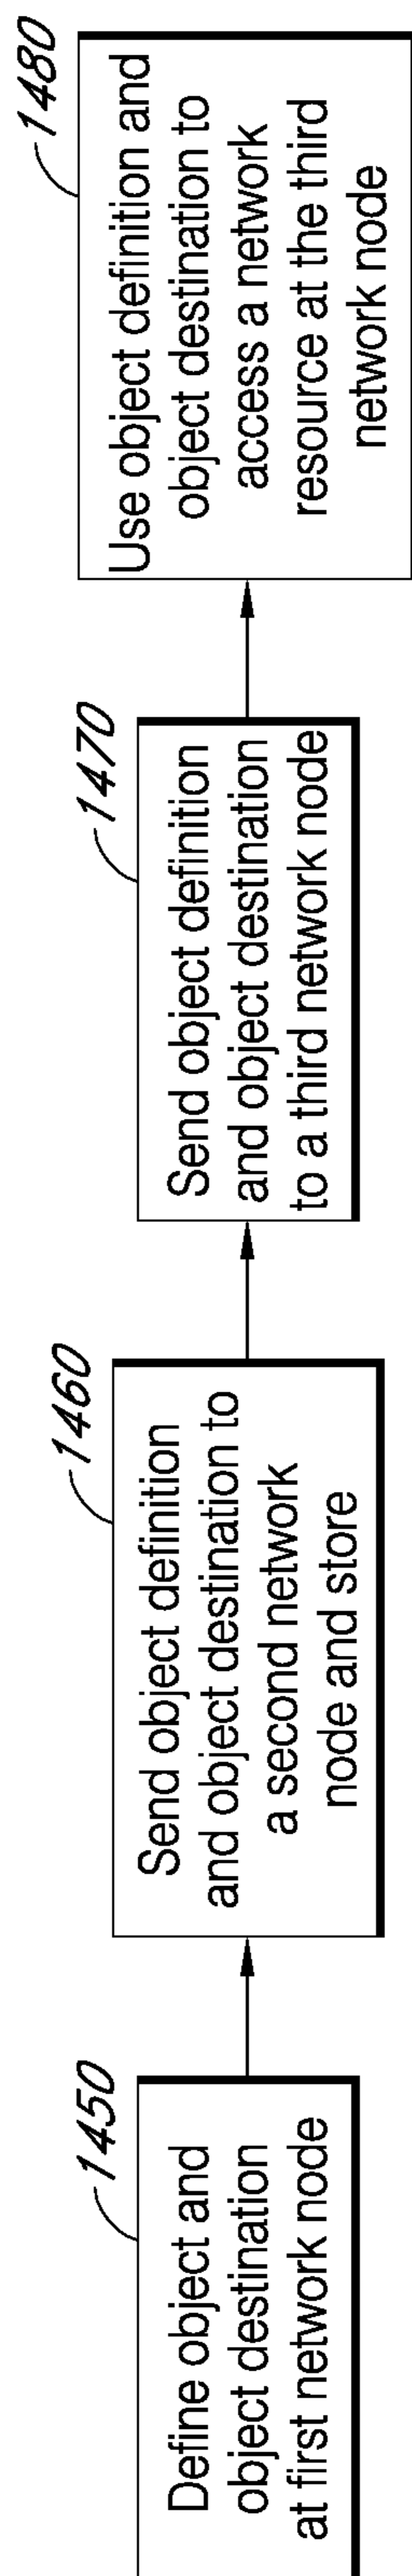 1450
Define object and
object destination
at first network node
1460
Send object definition
and object destination to
a second network
node and store
1470
Send object definition
and object destination
to a third network node
1480
Use object definition and
object destination to
access a network
resource at the third
network node